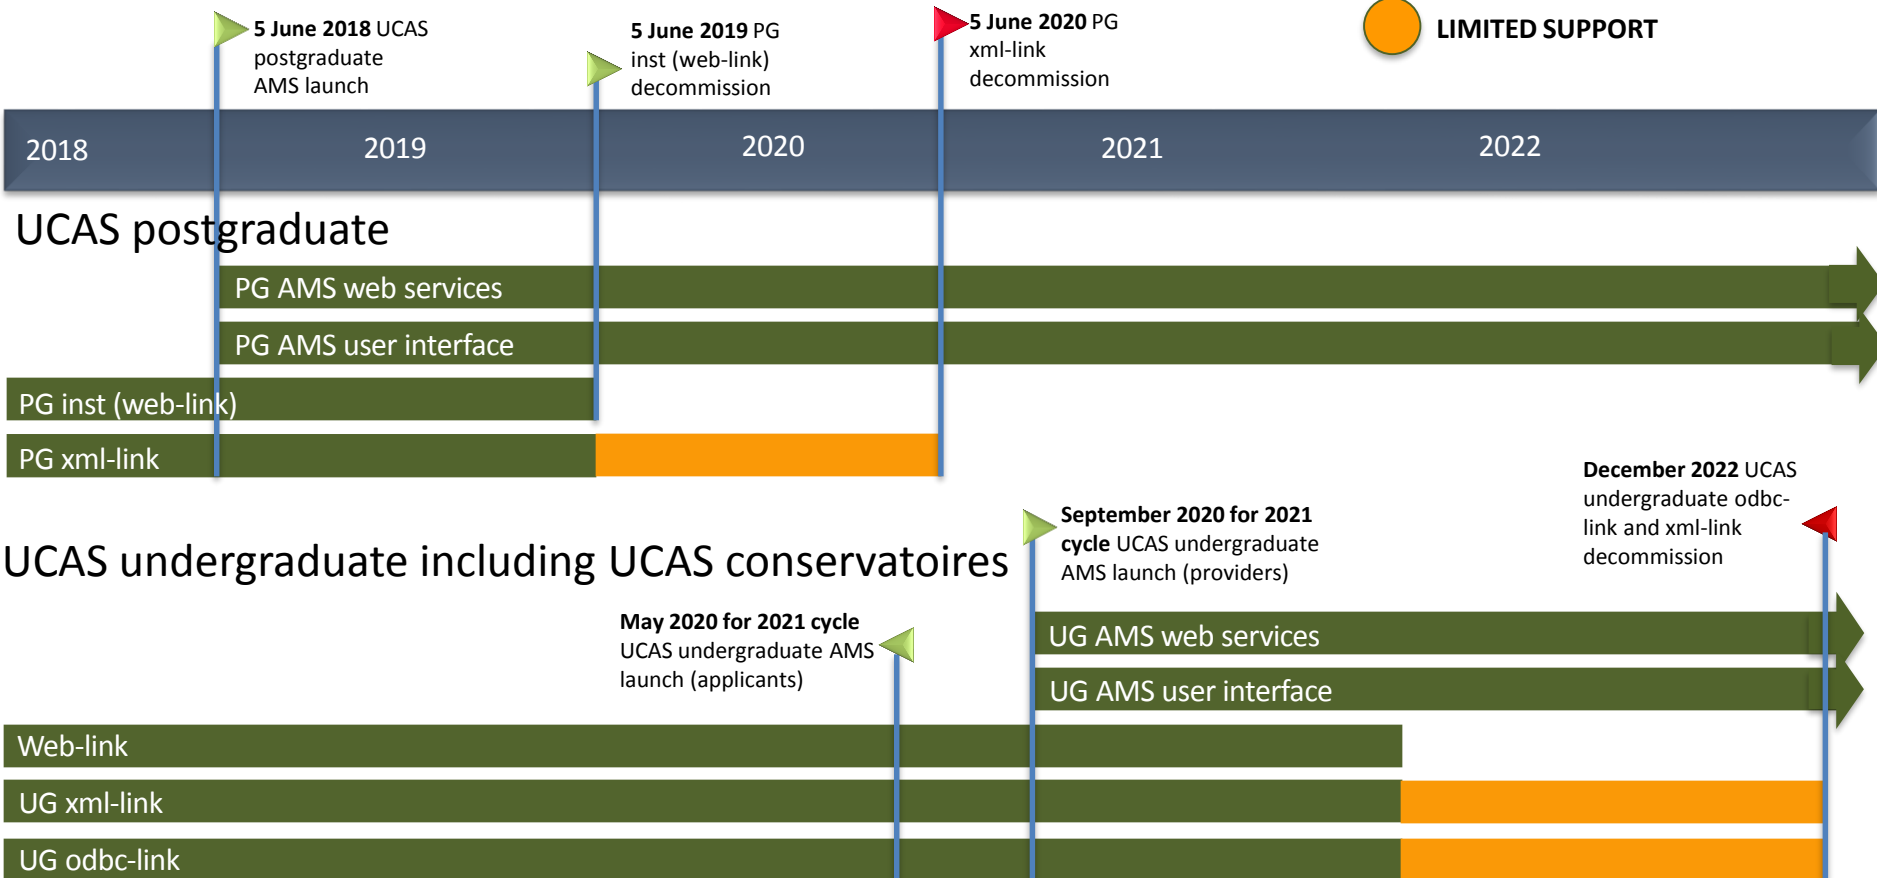 5 June 2018 UCAS
postgraduate
AMS launch
5 June 2019 PG
inst (web-link)
decommission
5 June 2020 PG
xml-link
decommission
LIMITED SUPPORT
2018
2019
2020
2021
2022
UCAS postgraduate
PG AMS web services
PG AMS user interface
PG inst (web-link)
PG xml-link
December 2022 UCAS
undergraduate odbc-
link and xml-link
decommission
September 2020 for 2021
cycle UCAS undergraduate
AMS launch (providers)
UCAS undergraduate including UCAS conservatoires
May 2020 for 2021 cycle
UCAS undergraduate AMS
launch (applicants)
UG AMS web services
UG AMS user interface
Web-link
UG xml-link
UG odbc-link